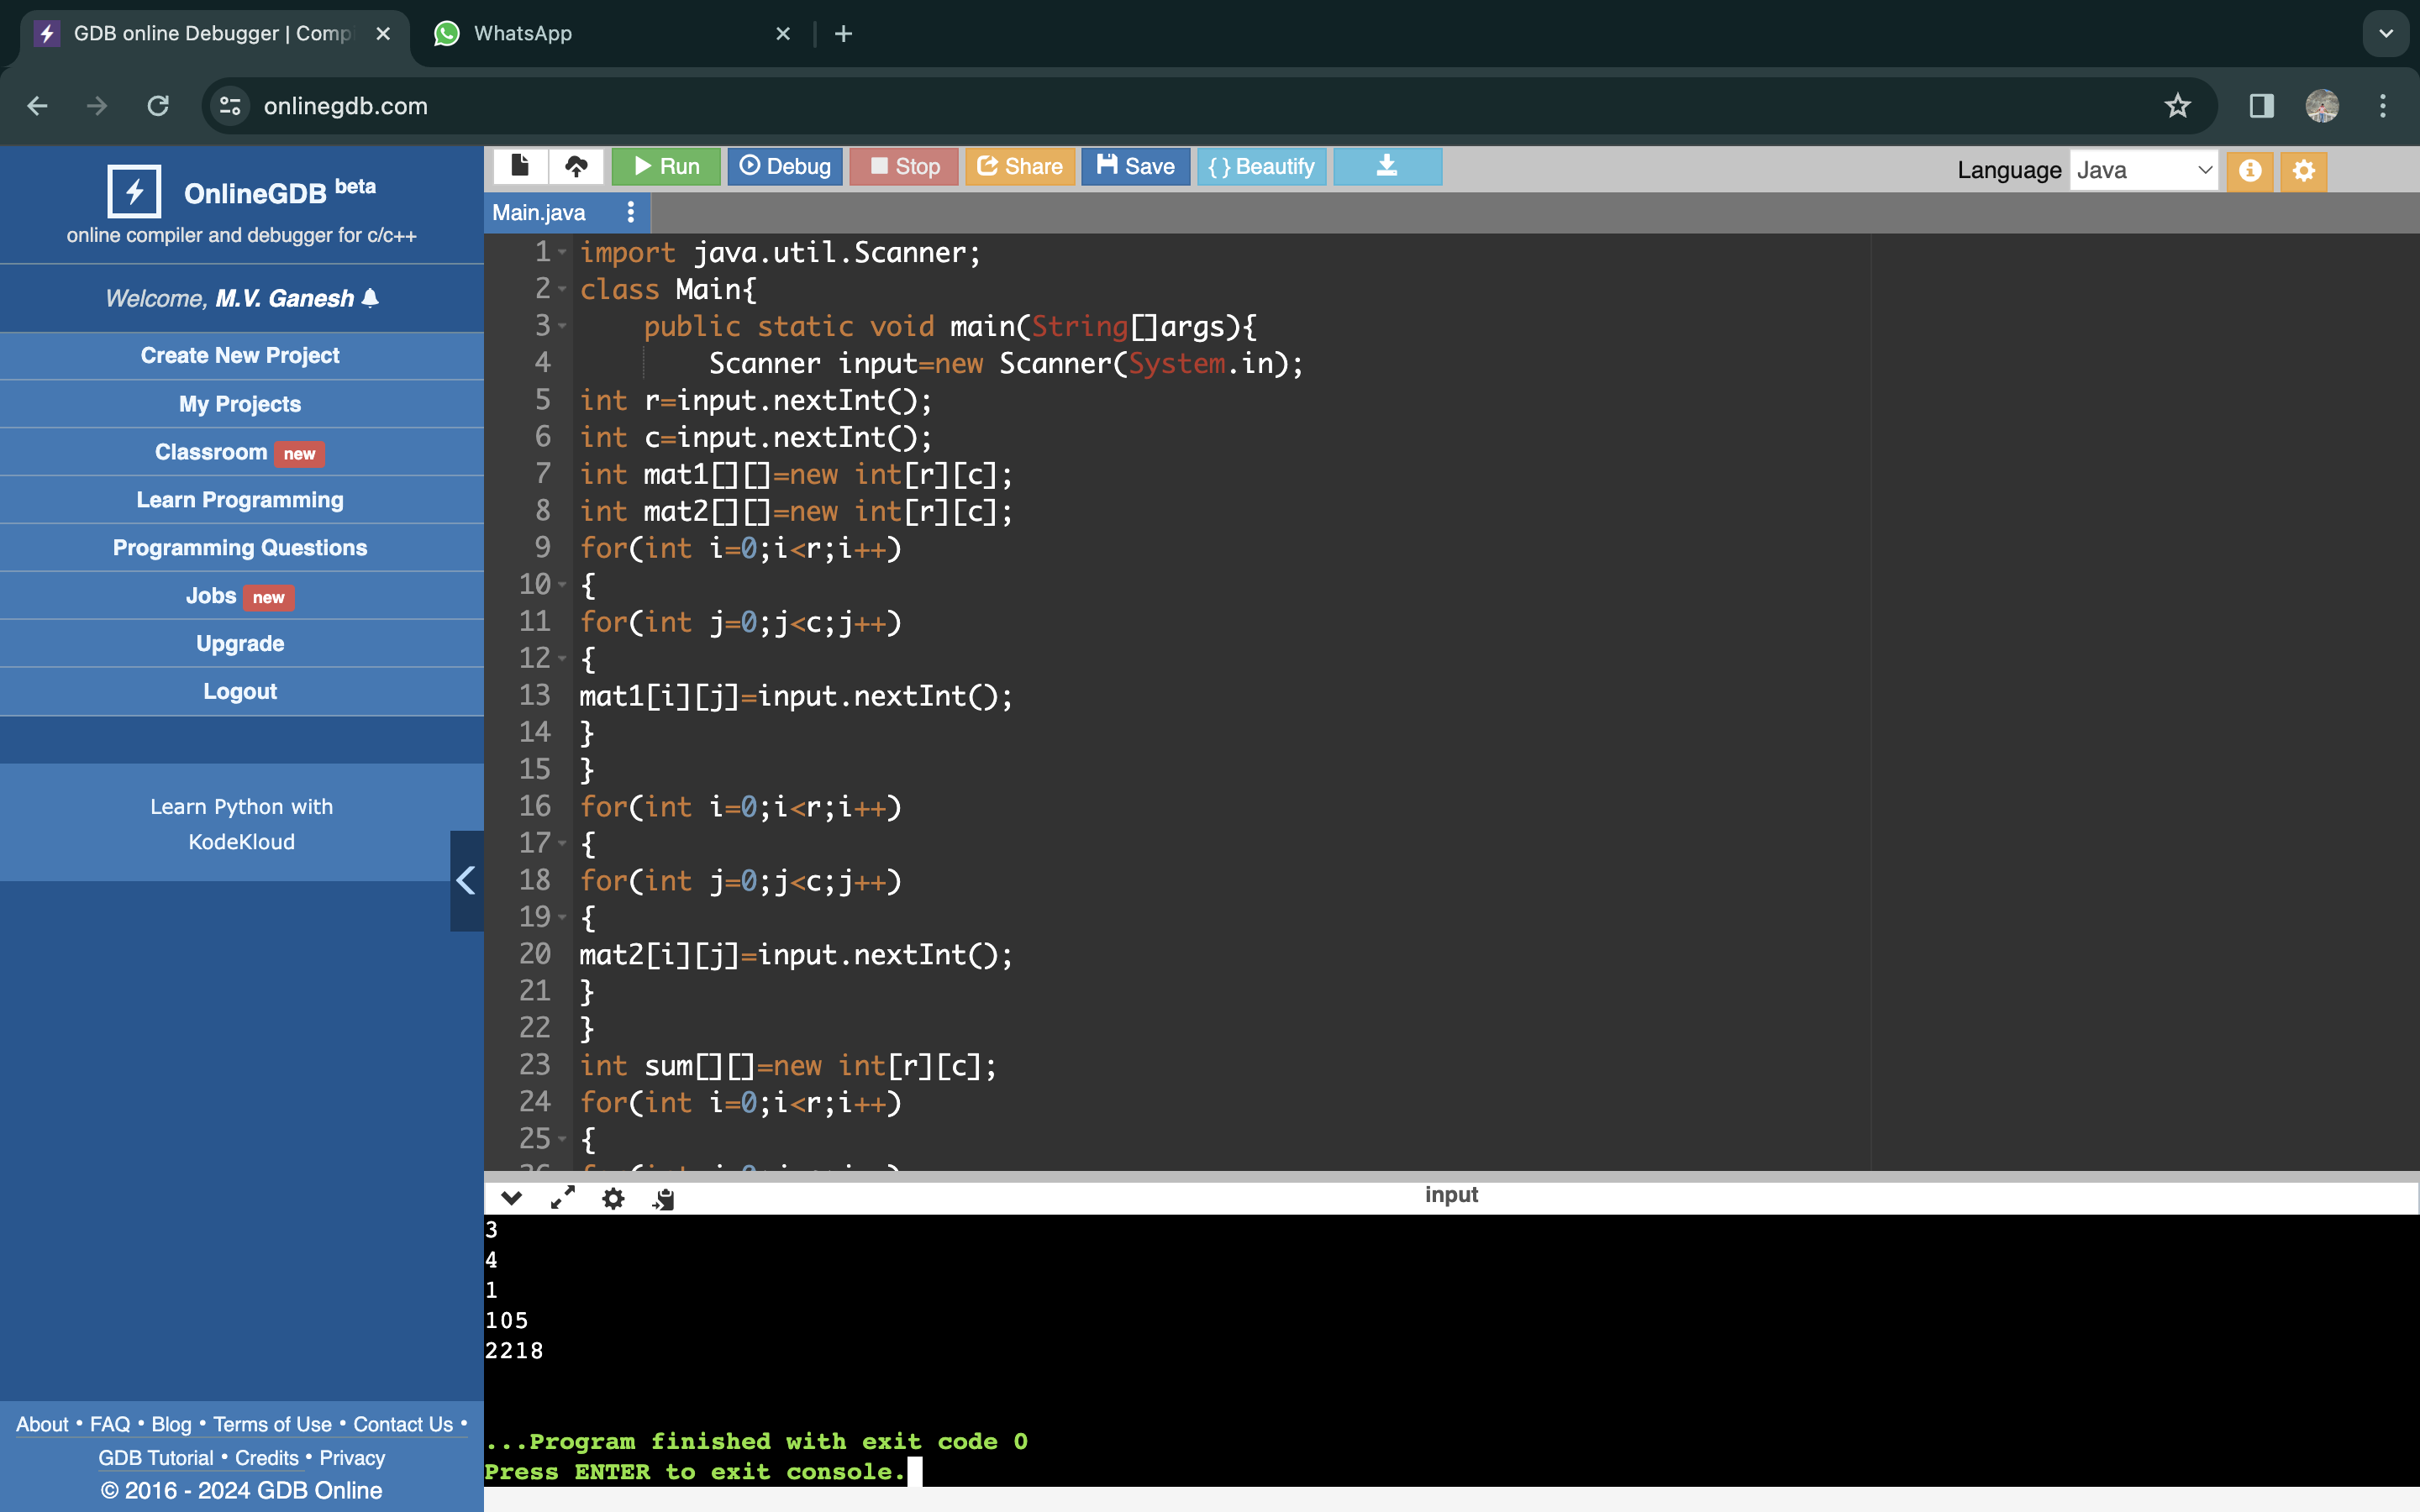 GDB online Debugger | Comp
WhatsApp
onlinegdb.com
OnlineGDB beta
online compiler and debugger for c/c++
Welcome, M.V. Ganesh
Create New Project
My Projects
Classroom new
Learn Programming
Programming Questions
Jobs new
Upgrade
Logout
Learn Python with
KodeKloud
About • FAQ • Blog • Terms of Use • Contact Us •
GDB Tutorial • Credits • Privacy
© 2016 - 2024 GDB Online
Run Debug Stop Share Save { } Beautify
Language Java
Main.java
1 import java.util.Scanner;
2 class Main{
3 public static void main(String[]args){
4 Scanner input=new Scanner(System.in);
5 int r=input.nextInt();
6 int c=input.nextInt();
7 int mat1[][]=new int[r][c];
8 int mat2[][]=new int[r][c];
9 for(int i=0;i<r;i++)
10 {
11 for(int j=0;j<c;j++)
12 {
13 mat1[i][j]=input.nextInt();
14 }
15 }
16 for(int i=0;i<r;i++)
17 {
18 for(int j=0;j<c;j++)
19 {
20 mat2[i][j]=input.nextInt();
21 }
22 }
23 int sum[][]=new int[r][c];
24 for(int i=0;i<r;i++)
25 {
input
3
4
1
105
2218
...Program finished with exit code 0
Press ENTER to exit console.